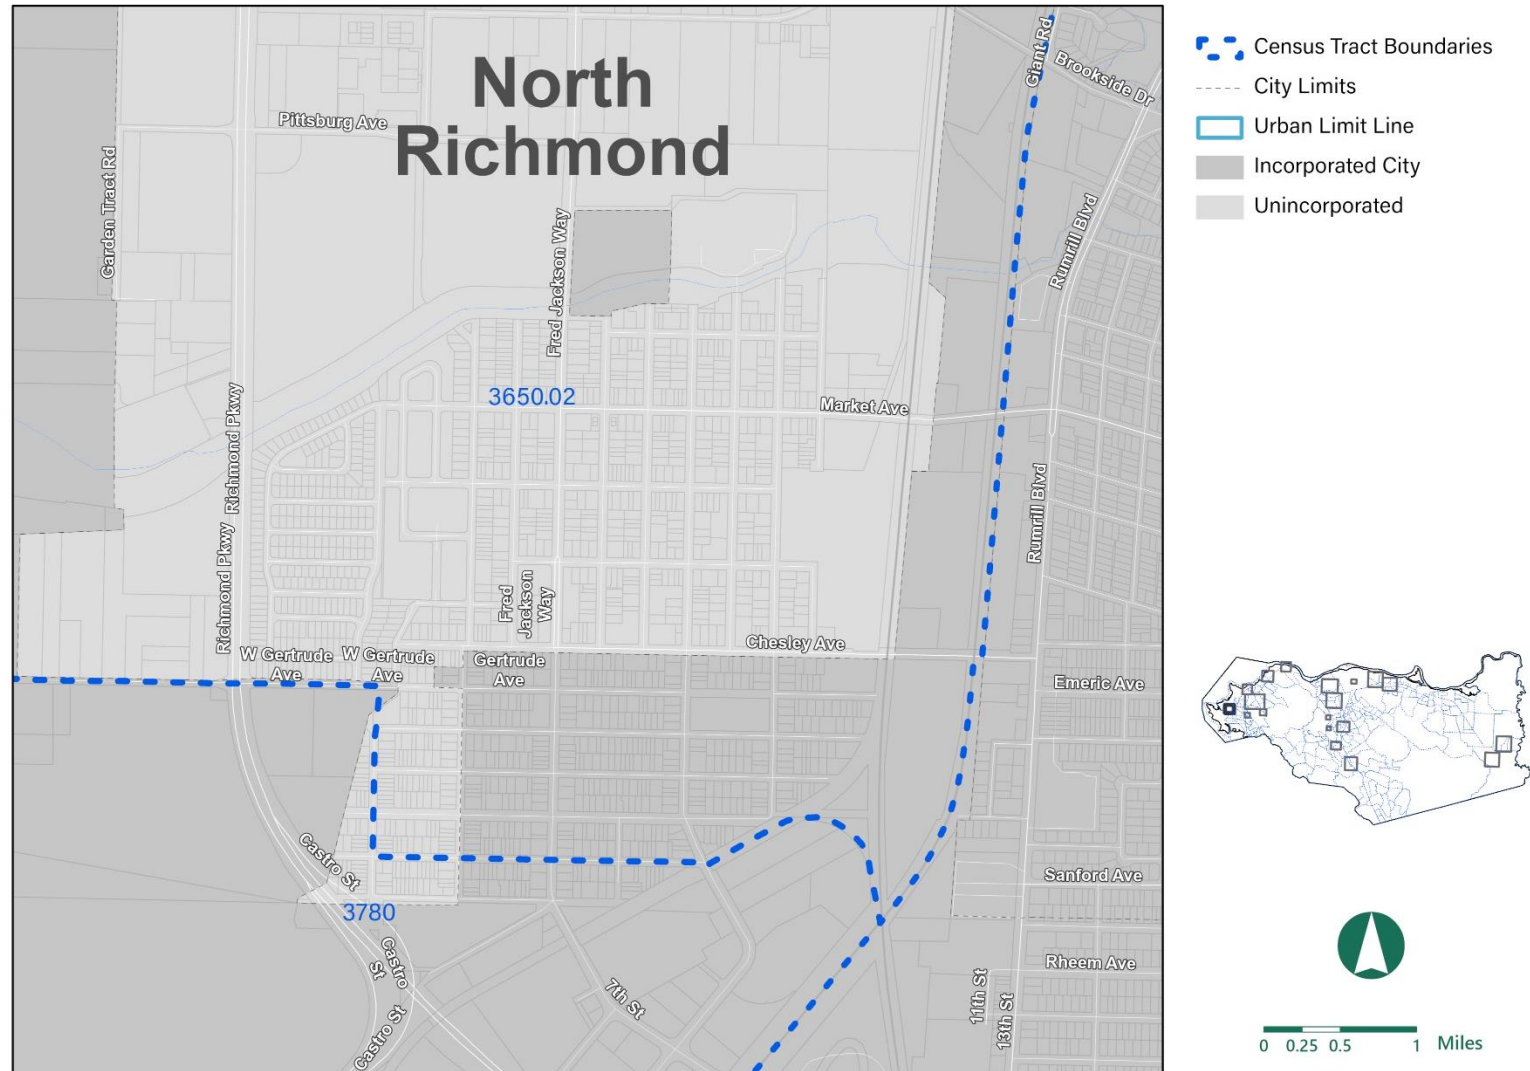 North
Richmond
Giant Rd
Brookside Dr
Pittsburg Ave
Garden Tract Rd
Fred Jackson Way
Rumrill Blvd
3650.02
Market Ave
Richmond Pkwy
Rumrill Blvd
Richmond Pkwy
Fred
Jackson
Way
Chesley Ave
W Gertrude
Ave
W Gertrude
Ave
Gertrude
Ave
Emeric Ave
Castro St
Sanford Ave
3780
Castro
St
Rheem Ave
7th St
11th St
13th St
Castro St
Census Tract Boundaries
City Limits
Urban Limit Line
Incorporated City
Unincorporated
0 0.25 0.5 1 Miles